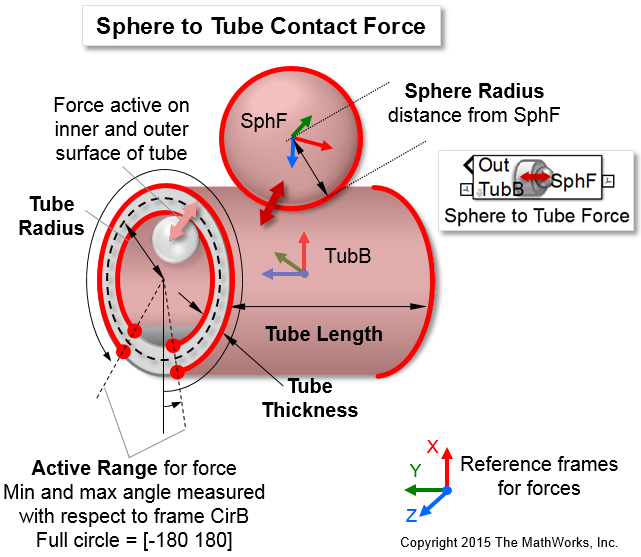 Sphere to Tube Contact Force
Force active on
inner and outer
surface of tube
SphF
Sphere Radius
distance from SphF
Out
TubB
SphF
Sphere to Tube Force
Tube
Radius
TubB
Tube Length
Tube
Thickness
Active Range for force
Min and max angle measured
with respect to frame CirB
Full circle = [-180 180]
X
Y
Z
Reference frames
for forces
Copyright 2015 The MathWorks, Inc.